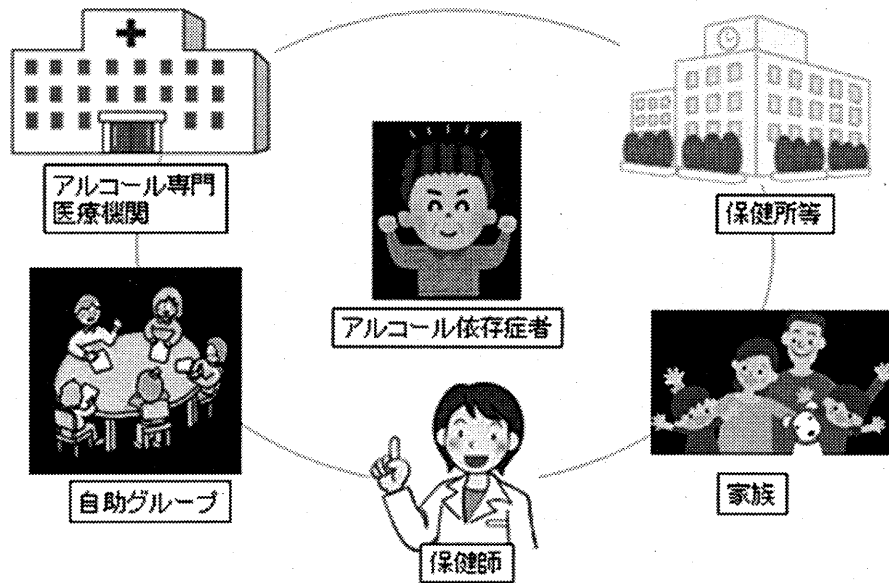 アルコール専門
医療機関
保健所等
アルコール依存症者
自助グループ
家族
保健師